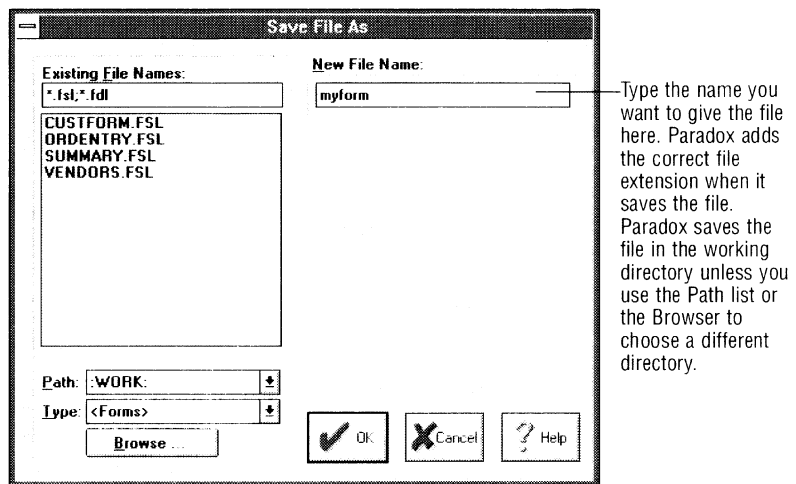 Save File As
Existing File Names:
*.fsl;*.fdl
CUSTFORM.FSL
ORDENTRY.FSL
SUMMARY.FSL
VENDORS.FSL
Path: :WORK:
Type: <Forms>
Browse ...
New File Name:
myform
OK
Cancel
Help
Type the name you
want to give the file
here. Paradox adds
the correct file
extension when it
saves the file.
Paradox saves the
file in the working
directory unless you
use the Path list or
the Browser to
choose a different
directory.